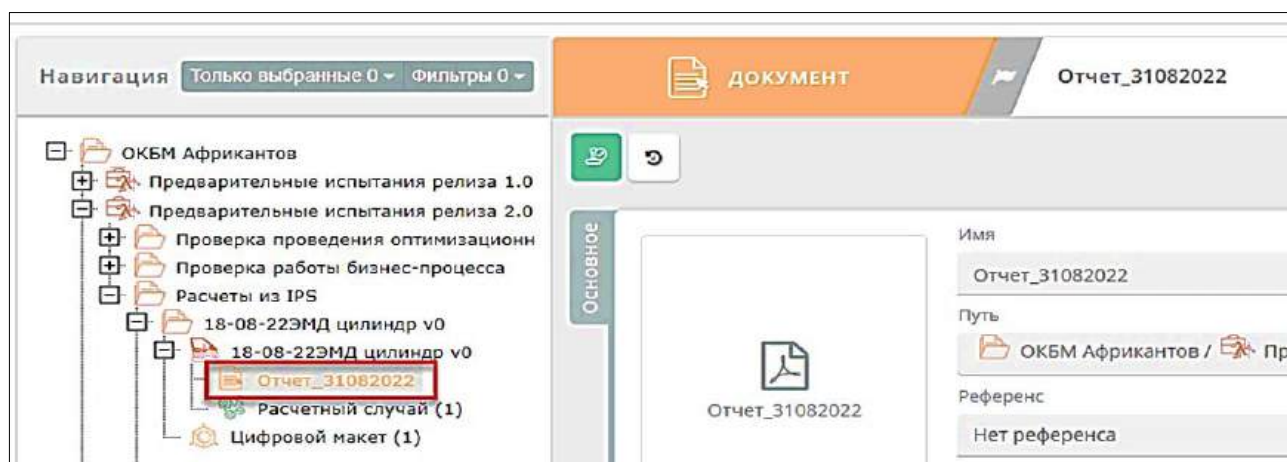 Навигация Только выбранные 0 Фильтры 0
ОКБМ Африкантов
Предварительные испытания релиза 1.0
Предварительные испытания релиза 2.0
Проверка проведения оптимизационн
Проверка работы бизнес-процесса
Расчеты из IPS
18-08-22ЭМД цилиндр v0
18-08-22ЭМД цилиндр v0
Отчет_31082022
Расчетный случай (1)
Цифровой макет (1)
ДОКУМЕНТ
Отчет_31082022
Основное
Отчет_31082022
Имя
Отчет_31082022
Путь
ОКБМ Африкантов / Пр
Референс
Нет референса